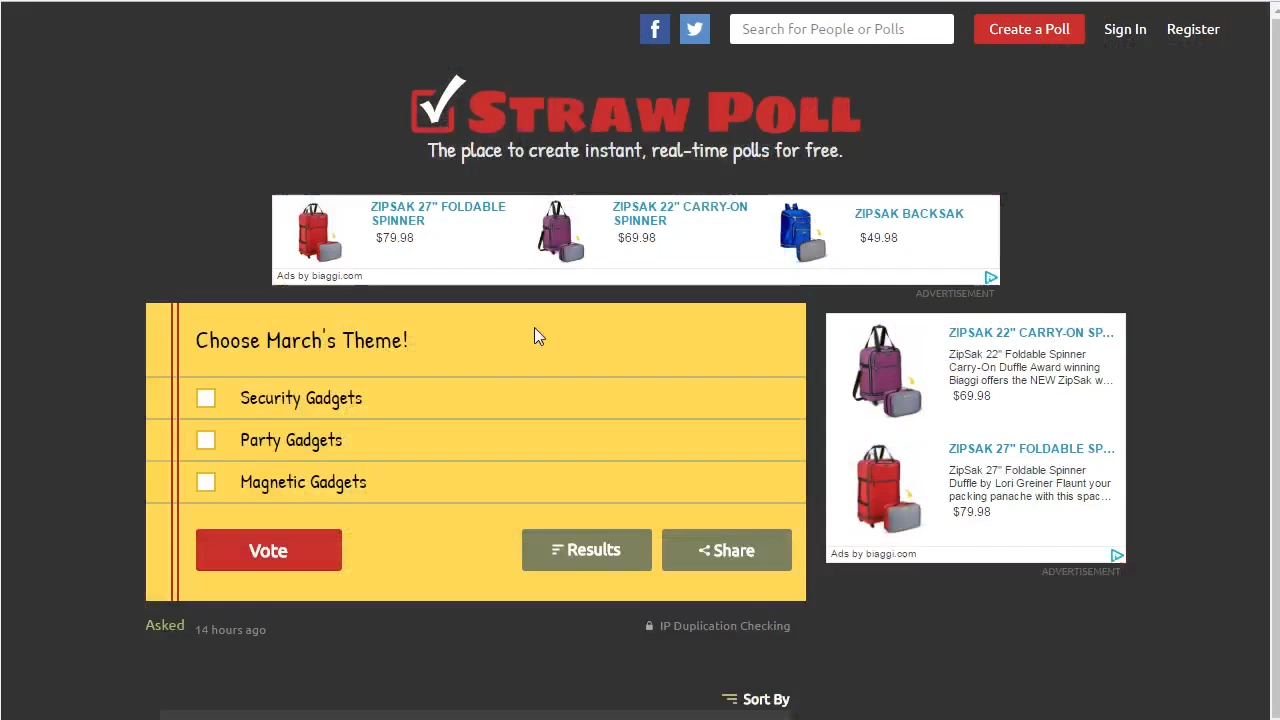 f
Search for People or Polls
Create a Poll
Sign In
Register
STRAW POLL
The place to create instant, real-time polls for free.
ZIPSAK 27" FOLDABLE
SPINNER
$79.98
ZIPSAK 22" CARRY-ON
SPINNER
$69.98
ZIPSAK BACKSAK
$49.98
Ads by biaggi.com
ADVERTISEMENT
Choose March's Theme!
Security Gadgets
Party Gadgets
Magnetic Gadgets
Vote
Results
Share
Asked
14 hours ago
IP Duplication Checking
ZIPSAK 22" CARRY-ON SP...
ZipSak 22" Foldable Spinner
Carry-On Duffle Award winning
Biaggi offers the NEW ZipSak w...
$69.98
ZIPSAK 27" FOLDABLE SP...
ZipSak 27" Foldable Spinner
Duffle by Lori Greiner Flaunt your
packing panache with this spac...
$79.98
Ads by biaggi.com
ADVERTISEMENT
Sort By